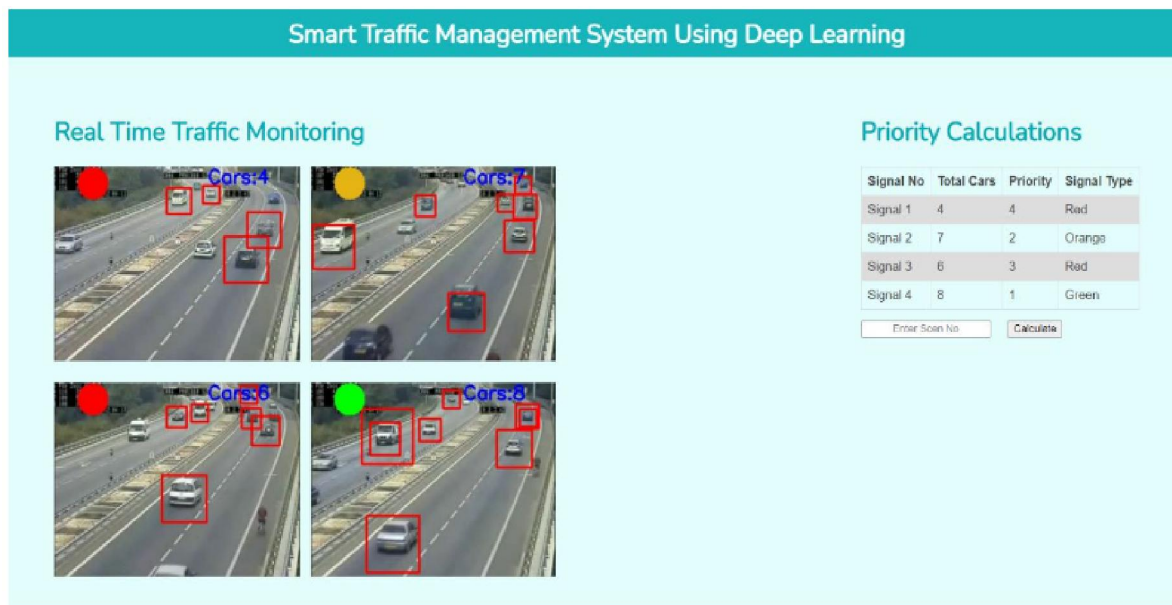 Smart Traffic Management System Using Deep Learning
Real Time Traffic Monitoring
Cars:4
Cars:7
Cars:6
Cars:8
Priority Calculations
Signal No Total Cars Priority Signal Type
Signal 1 4 4 Red
Signal 2 7 2 Orange
Signal 3 6 3 Red
Signal 4 8 1 Green
Enter Scen No Calculate